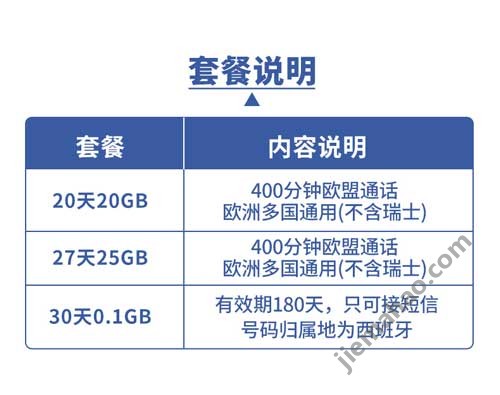 套餐说明
套餐 内容说明
20天20GB
400分钟欧盟通话
欧洲多国通用(不含瑞士)
27天25GB
400分钟欧盟通话
欧洲多国通用(不含瑞士)
30天0.1GB
有效期180天，只可接短信
号码归属地为西班牙